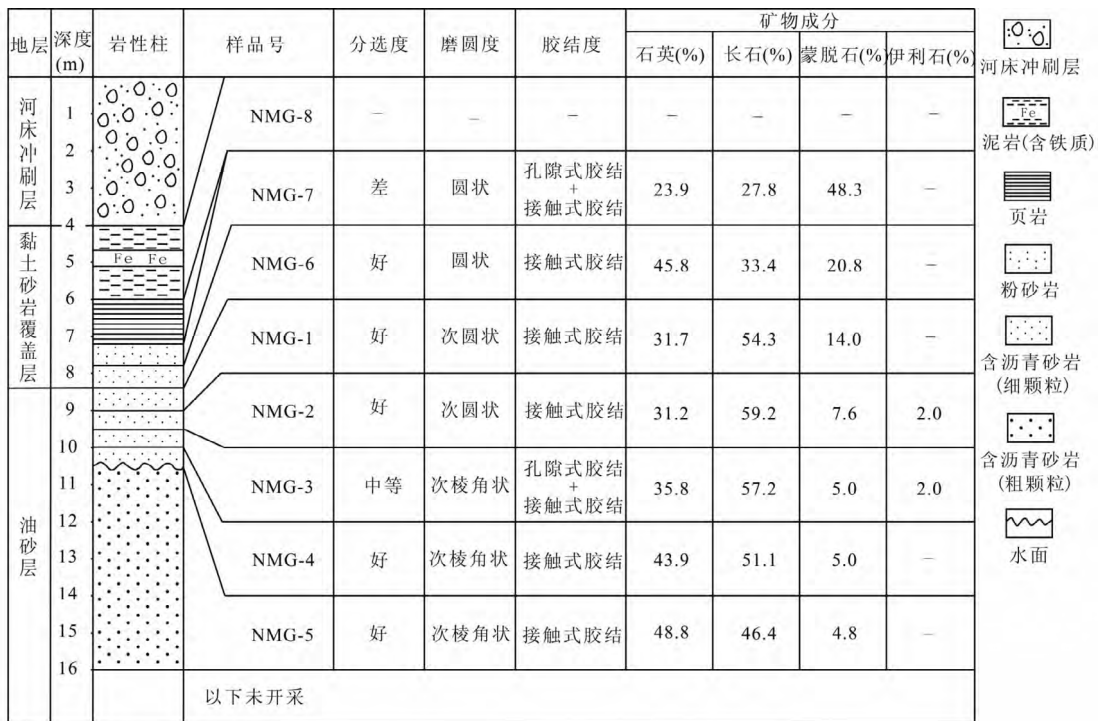 地层 深度(m) 岩性柱 样品号 分选度 磨圆度 胶结度 矿物成分
石英(%) 长石(%) 蒙脱石(%) 伊利石(%)
河床冲刷层
黏土砂岩覆盖层
油砂层
1
2
3
4
5
6
7
8
9
10
11
12
13
14
15
16
Fe Fe
NMG-8 – – – – – – –
NMG-7 差 圆状 孔隙式胶结+接触式胶结 23.9 27.8 48.3 –
NMG-6 好 圆状 接触式胶结 45.8 33.4 20.8 –
NMG-1 好 次圆状 接触式胶结 31.7 54.3 14.0 –
NMG-2 好 次圆状 接触式胶结 31.2 59.2 7.6 2.0
NMG-3 中等 次棱角状 孔隙式胶结+接触式胶结 35.8 57.2 5.0 2.0
NMG-4 好 次棱角状 接触式胶结 43.9 51.1 5.0 –
NMG-5 好 次棱角状 接触式胶结 48.8 46.4 4.8 –
以下未开采
河床冲刷层
Fe
泥岩(含铁质)
页岩
粉砂岩
含沥青砂岩
(细颗粒)
含沥青砂岩
(粗颗粒)
水面